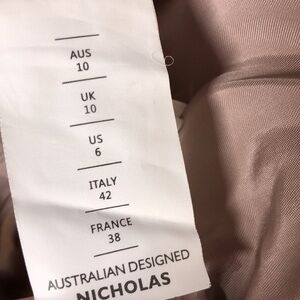 AUS
10
UK
10
US
6
ITALY
42
FRANCE
38
AUSTRALIAN DESIGNED
NICHOLAS